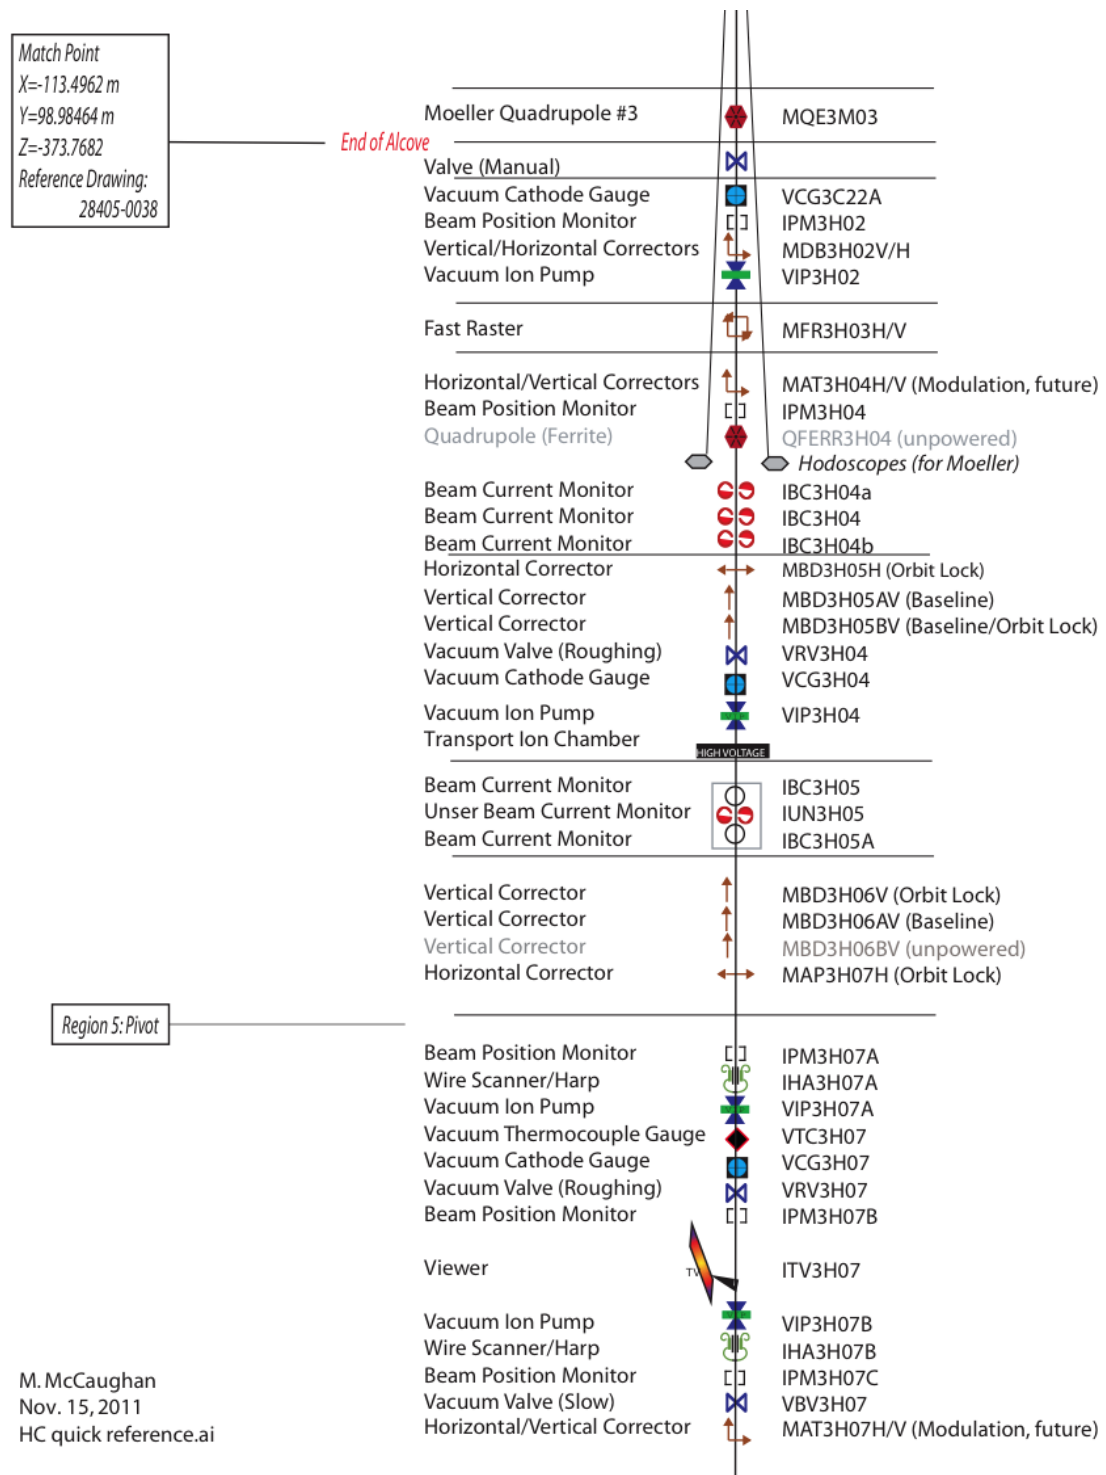 Match Point
X=-113.4962 m
Y=98.98464 m
Z=-373.7682
Reference Drawing:
28405-0038
Moeller Quadrupole #3 MQE3M03
End of Alcove
Valve (Manual)
Vacuum Cathode Gauge VCG3C22A
Beam Position Monitor IPM3H02
Vertical/Horizontal Correctors MDB3H02V/H
Vacuum Ion Pump VIP3H02
Fast Raster MFR3H03H/V
Horizontal/Vertical Correctors MAT3H04H/V (Modulation, future)
Beam Position Monitor IPM3H04
Quadrupole (Ferrite) QFERR3H04 (unpowered)
Hodoscopes (for Moeller)
Beam Current Monitor IBC3H04a
Beam Current Monitor IBC3H04
Beam Current Monitor IBC3H04b
Horizontal Corrector MBD3H05H (Orbit Lock)
Vertical Corrector MBD3H05AV (Baseline)
Vertical Corrector MBD3H05BV (Baseline/Orbit Lock)
Vacuum Valve (Roughing) VRV3H04
Vacuum Cathode Gauge VCG3H04
Vacuum Ion Pump VIP3H04
Transport Ion Chamber
HIGH VOLTAGE
Beam Current Monitor IBC3H05
Unser Beam Current Monitor IUN3H05
Beam Current Monitor IBC3H05A
Vertical Corrector MBD3H06V (Orbit Lock)
Vertical Corrector MBD3H06AV (Baseline)
Vertical Corrector MBD3H06BV (unpowered)
Horizontal Corrector MAP3H07H (Orbit Lock)
Region 5: Pivot
Beam Position Monitor IPM3H07A
Wire Scanner/Harp IHA3H07A
Vacuum Ion Pump VIP3H07A
Vacuum Thermocouple Gauge VTC3H07
Vacuum Cathode Gauge VCG3H07
Vacuum Valve (Roughing) VRV3H07
Beam Position Monitor IPM3H07B
Viewer TV ITV3H07
Vacuum Ion Pump VIP3H07B
Wire Scanner/Harp IHA3H07B
Beam Position Monitor IPM3H07C
Vacuum Valve (Slow) VBV3H07
Horizontal/Vertical Corrector MAT3H07H/V (Modulation, future)
M. McCaughan
Nov. 15, 2011
HC quick reference.ai